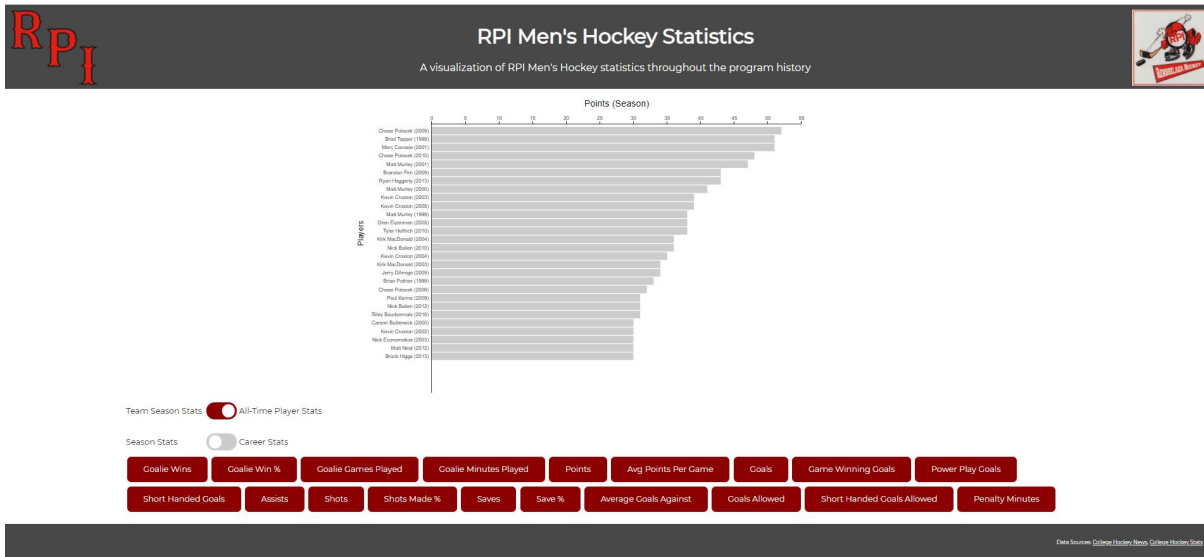 RPI
RPI Men's Hockey Statistics
A visualization of RPI Men's Hockey statistics throughout the program history
RPI
Points (Season)
0 5 10 15 20 25 30 35 40 45 50 55
Players
Chase Polacek (2009)
Brad Tapper (1999)
Marc Cavosie (2001)
Chase Polacek (2010)
Matt Murley (2001)
Brandon Pirri (2009)
Ryan Haggerty (2013)
Matt Murley (2000)
Kevin Croxton (2003)
Kevin Croxton (2005)
Matt Murley (1999)
Oren Eizenman (2005)
Tyler Helfrich (2010)
Kirk MacDonald (2004)
Nick Bailen (2010)
Kevin Croxton (2004)
Kirk MacDonald (2003)
Jerry D'Amigo (2009)
Brian Pothier (1999)
Chase Polacek (2008)
Paul Kerins (2009)
Nick Bailen (2012)
Riley Bourbonnais (2016)
Carson Butterwick (2000)
Kevin Croxton (2002)
Nick Economakos (2003)
Matt Neal (2012)
Brock Higgs (2013)
Team Season Stats All-Time Player Stats
Season Stats Career Stats
Goalie Wins Goalie Win % Goalie Games Played Goalie Minutes Played Points Avg Points Per Game Goals Game Winning Goals Power Play Goals
Short Handed Goals Assists Shots Shots Made % Saves Save % Average Goals Against Goals Allowed Short Handed Goals Allowed Penalty Minutes
Data Sources: College Hockey News, College Hockey Stats